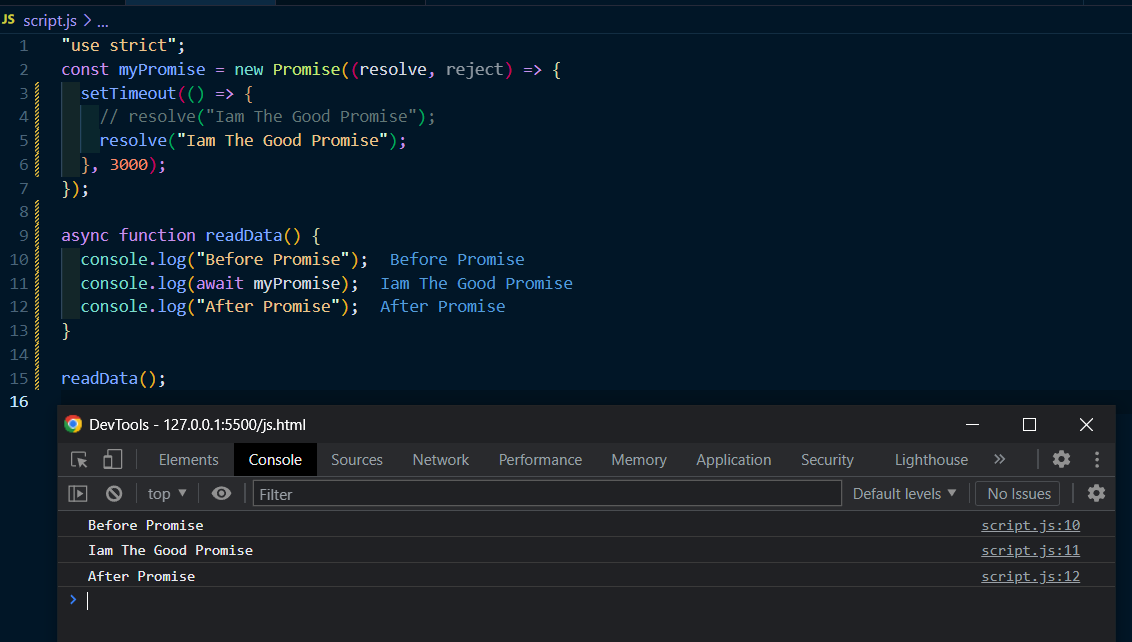 JS script.js > ...
1 "use strict";
2 const myPromise = new Promise((resolve, reject) => {
3 setTimeout(() => {
4 // resolve("Iam The Good Promise");
5 resolve("Iam The Good Promise");
6 }, 3000);
7 });
8
9 async function readData() {
10 console.log("Before Promise"); Before Promise
11 console.log(await myPromise); Iam The Good Promise
12 console.log("After Promise"); After Promise
13 }
14
15 readData();
16
DevTools - 127.0.0.1:5500/js.html
Elements Console Sources Network Performance Memory Application Security Lighthouse »
top Filter Default levels No Issues
Before Promise script.js:10
Iam The Good Promise script.js:11
After Promise script.js:12
>